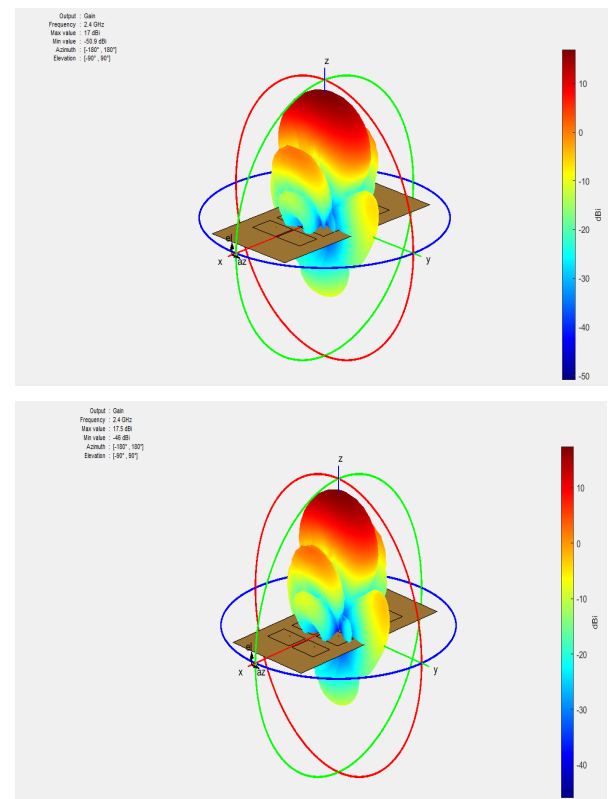 Output : Gain
Frequency : 2.4 GHz
Max value : 17 dBi
Min value : -50.9 dBi
Azimuth : [-180° , 180°]
Elevation : [-90° , 90°]
z
10
0
-10
-20
-30
-40
-50
dBi
el
x
az
y
Output : Gain
Frequency : 2.4 GHz
Max value : 17.5 dBi
Min value : -46 dBi
Azimuth : [-180° , 180°]
Elevation : [-90° , 90°]
z
10
0
-10
-20
-30
-40
dBi
el
x
az
y